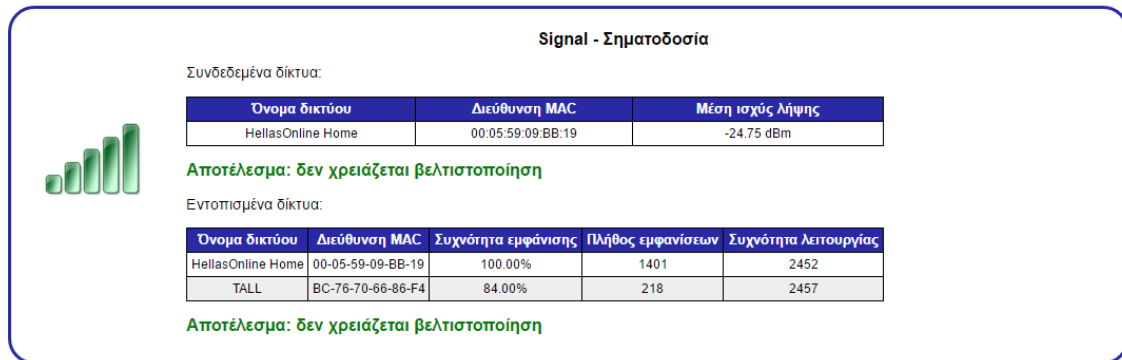 Signal - Σηματοδοσία
Συνδεδεμένα δίκτυα:
Όνομα δικτύου Διεύθυνση MAC Μέση ισχύς λήψης
HellasOnline Home 00:05:59:09:BB:19 -24.75 dBm
Αποτέλεσμα: δεν χρειάζεται βελτιστοποίηση
Εντοπισμένα δίκτυα:
Όνομα δικτύου Διεύθυνση MAC Συχνότητα εμφάνισης Πλήθος εμφανίσεων Συχνότητα λειτουργίας
HellasOnline Home 00-05-59-09-BB-19 100.00% 1401 2452
TALL BC-76-70-66-86-F4 84.00% 218 2457
Αποτέλεσμα: δεν χρειάζεται βελτιστοποίηση